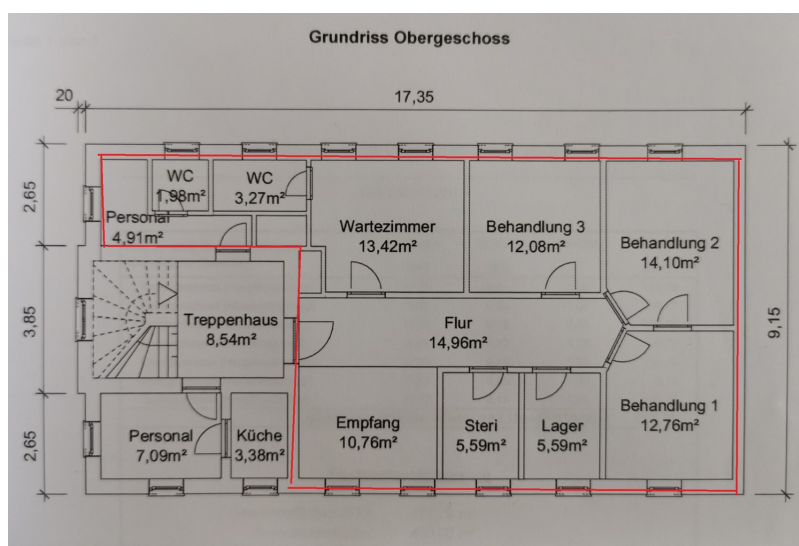 Grundriss Obergeschoss
20
17,35
2,65
3,85
2,65
9,15
WC
1,98m²
WC
3,27m²
Personal
4,91m²
Wartezimmer
13,42m²
Behandlung 3
12,08m²
Behandlung 2
14,10m²
Treppenhaus
8,54m²
Flur
14,96m²
Personal
7,09m²
Küche
3,38m²
Empfang
10,76m²
Steri
5,59m²
Lager
5,59m²
Behandlung 1
12,76m²